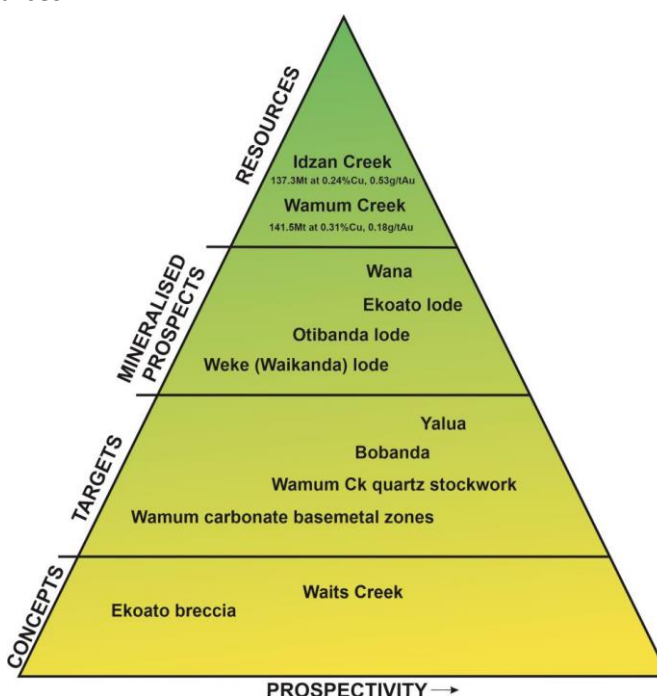 RESOURCES
Idzan Creek
137.3Mt at 0.24%Cu, 0.53g/tAu
Wamum Creek
141.5Mt at 0.31%Cu, 0.18g/tAu
MINERALISED
PROSPECTS
Wana
Ekoato lode
Otibanda lode
Weke (Waikanda) lode
TARGETS
Yalua
Bobanda
Wamum Ck quartz stockwork
Wamum carbonate basemetal zones
CONCEPTS
Waits Creek
Ekoato breccia
PROSPECTIVITY →